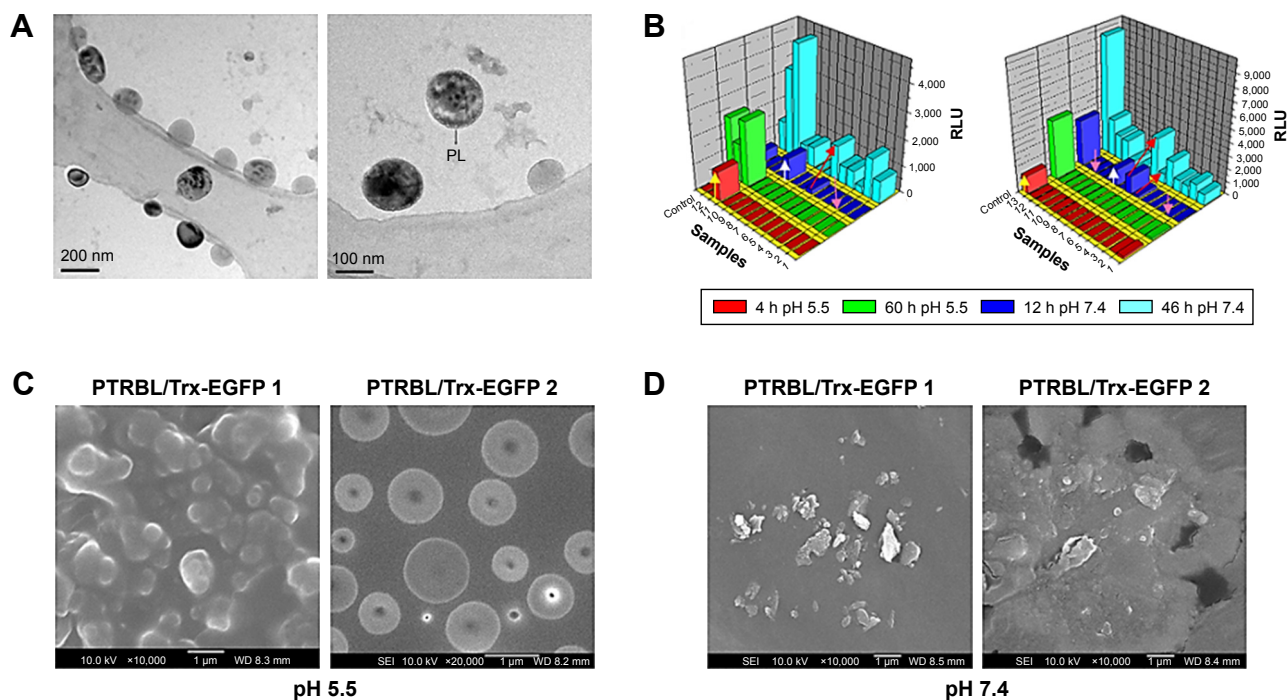 A
200 nm
PL
100 nm
B
4,000
3,000
2,000
1,000
0
RLU
Control
Samples
9,000
8,000
7,000
6,000
5,000
4,000
3,000
2,000
1,000
0
RLU
Control
Samples
4 h pH 5.5 60 h pH 5.5 12 h pH 7.4 46 h pH 7.4
C
PTRBL/Trx-EGFP 1 PTRBL/Trx-EGFP 2
10.0 kV ×10,000 1 µm WD 8.3 mm
SEI 10.0 kV ×20,000 1 µm WD 8.2 mm
pH 5.5
D
PTRBL/Trx-EGFP 1 PTRBL/Trx-EGFP 2
10.0 kV ×10,000 1 µm WD 8.5 mm
SEI 10.0 kV ×10,000 1 µm WD 8.4 mm
pH 7.4